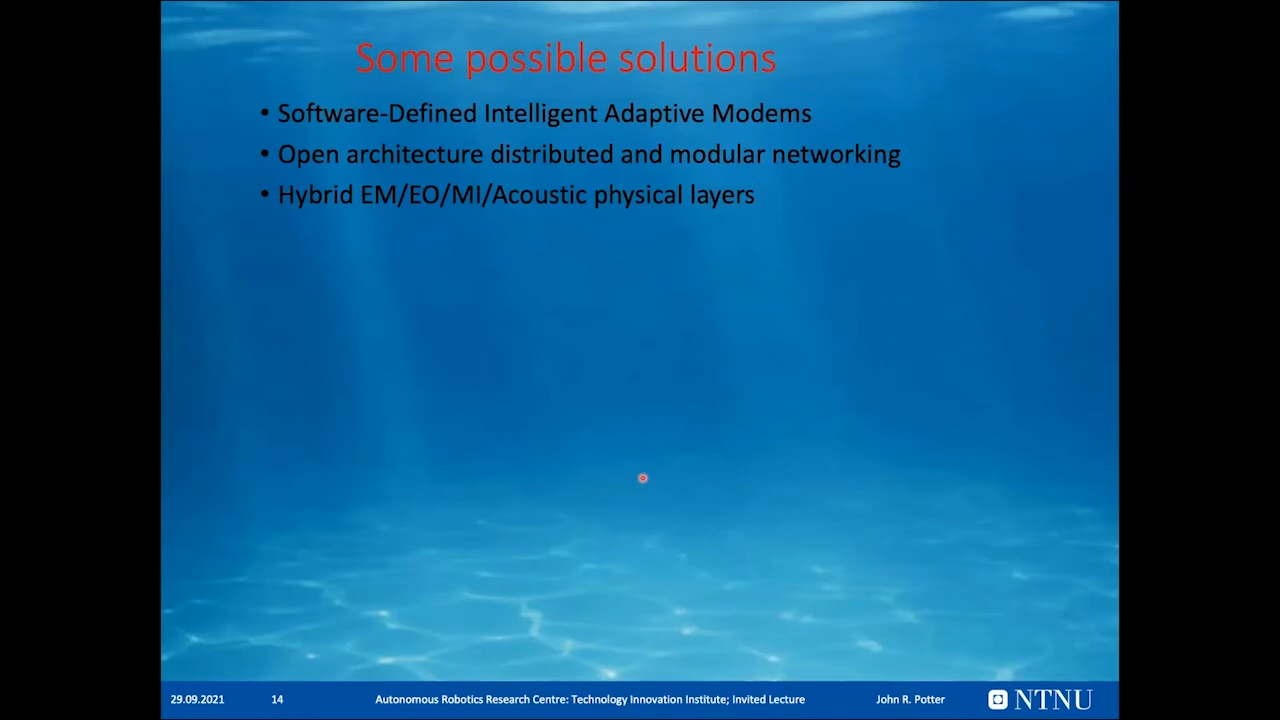 Some possible solutions
• Software-Defined Intelligent Adaptive Modems
• Open architecture distributed and modular networking
• Hybrid EM/EO/MI/Acoustic physical layers
29.09.2021 14 Autonomous Robotics Research Centre: Technology Innovation Institute; Invited Lecture John R. Potter NTNU